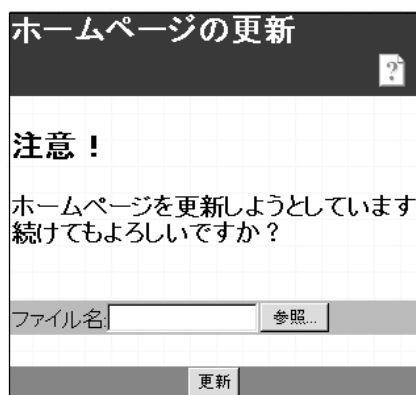 ホームページの更新
?
注意！
ホームページを更新しようとしています
続けてもよろしいですか？
ファイル名: 参照...
更新